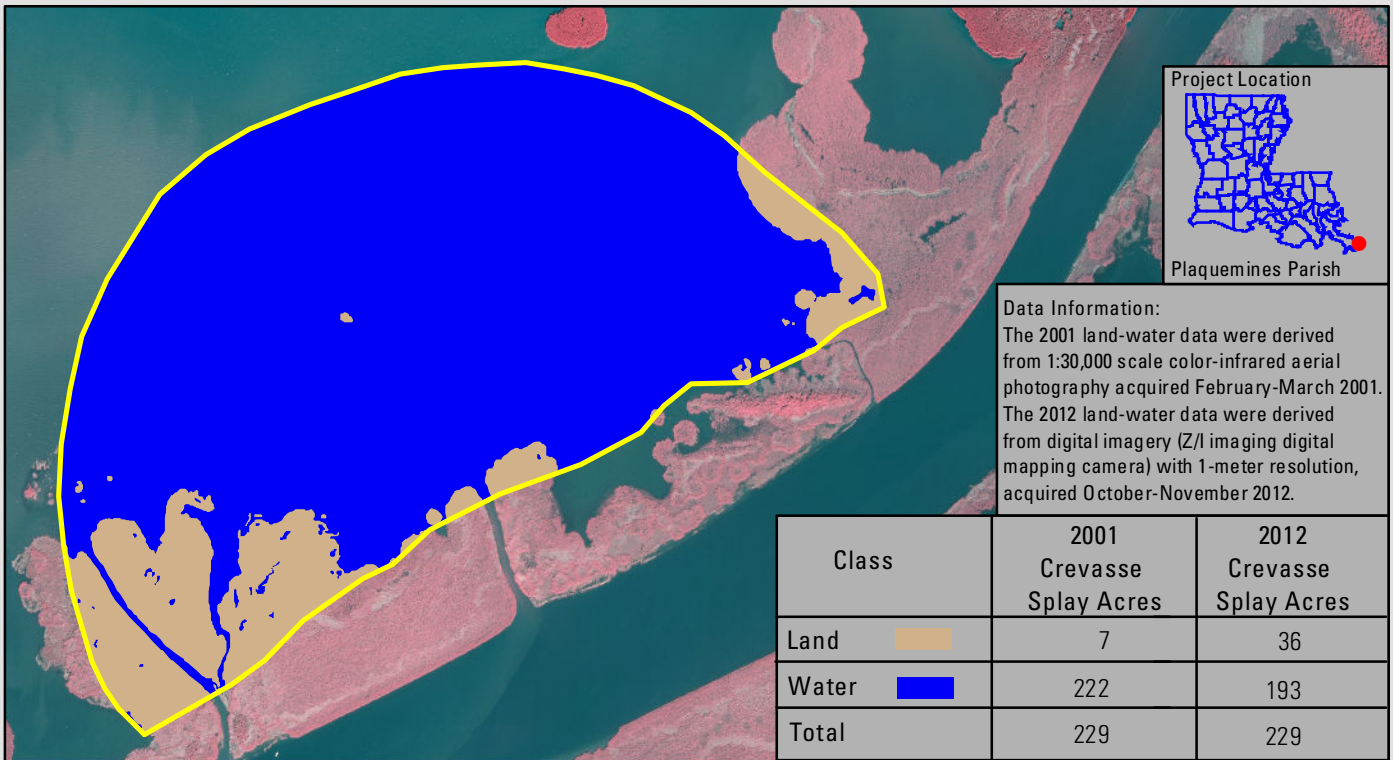 Project Location
Plaquemines Parish
Data Information:
The 2001 land-water data were derived
from 1:30,000 scale color-infrared aerial
photography acquired February-March 2001.
The 2012 land-water data were derived
from digital imagery (Z/I imaging digital
mapping camera) with 1-meter resolution,
acquired October-November 2012.
Class
2001
Crevasse
Splay Acres
2012
Crevasse
Splay Acres
Land 7 36
Water 222 193
Total 229 229